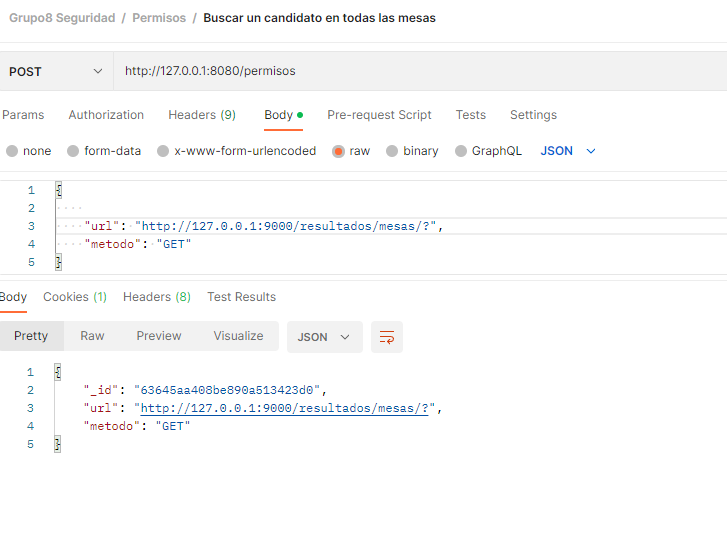 Grupo8 Seguridad / Permisos / Buscar un candidato en todas las mesas
POST http://127.0.0.1:8080/permisos
Params Authorization Headers (9) Body Pre-request Script Tests Settings
none form-data x-www-form-urlencoded raw binary GraphQL JSON
1 {
2
3 "url": "http://127.0.0.1:9000/resultados/mesas/?",
4 "metodo": "GET"
5 }
Body Cookies (1) Headers (8) Test Results
Pretty Raw Preview Visualize JSON
1 {
2 "_id": "63645aa408be890a513423d0",
3 "url": "http://127.0.0.1:9000/resultados/mesas/?",
4 "metodo": "GET"
5 }